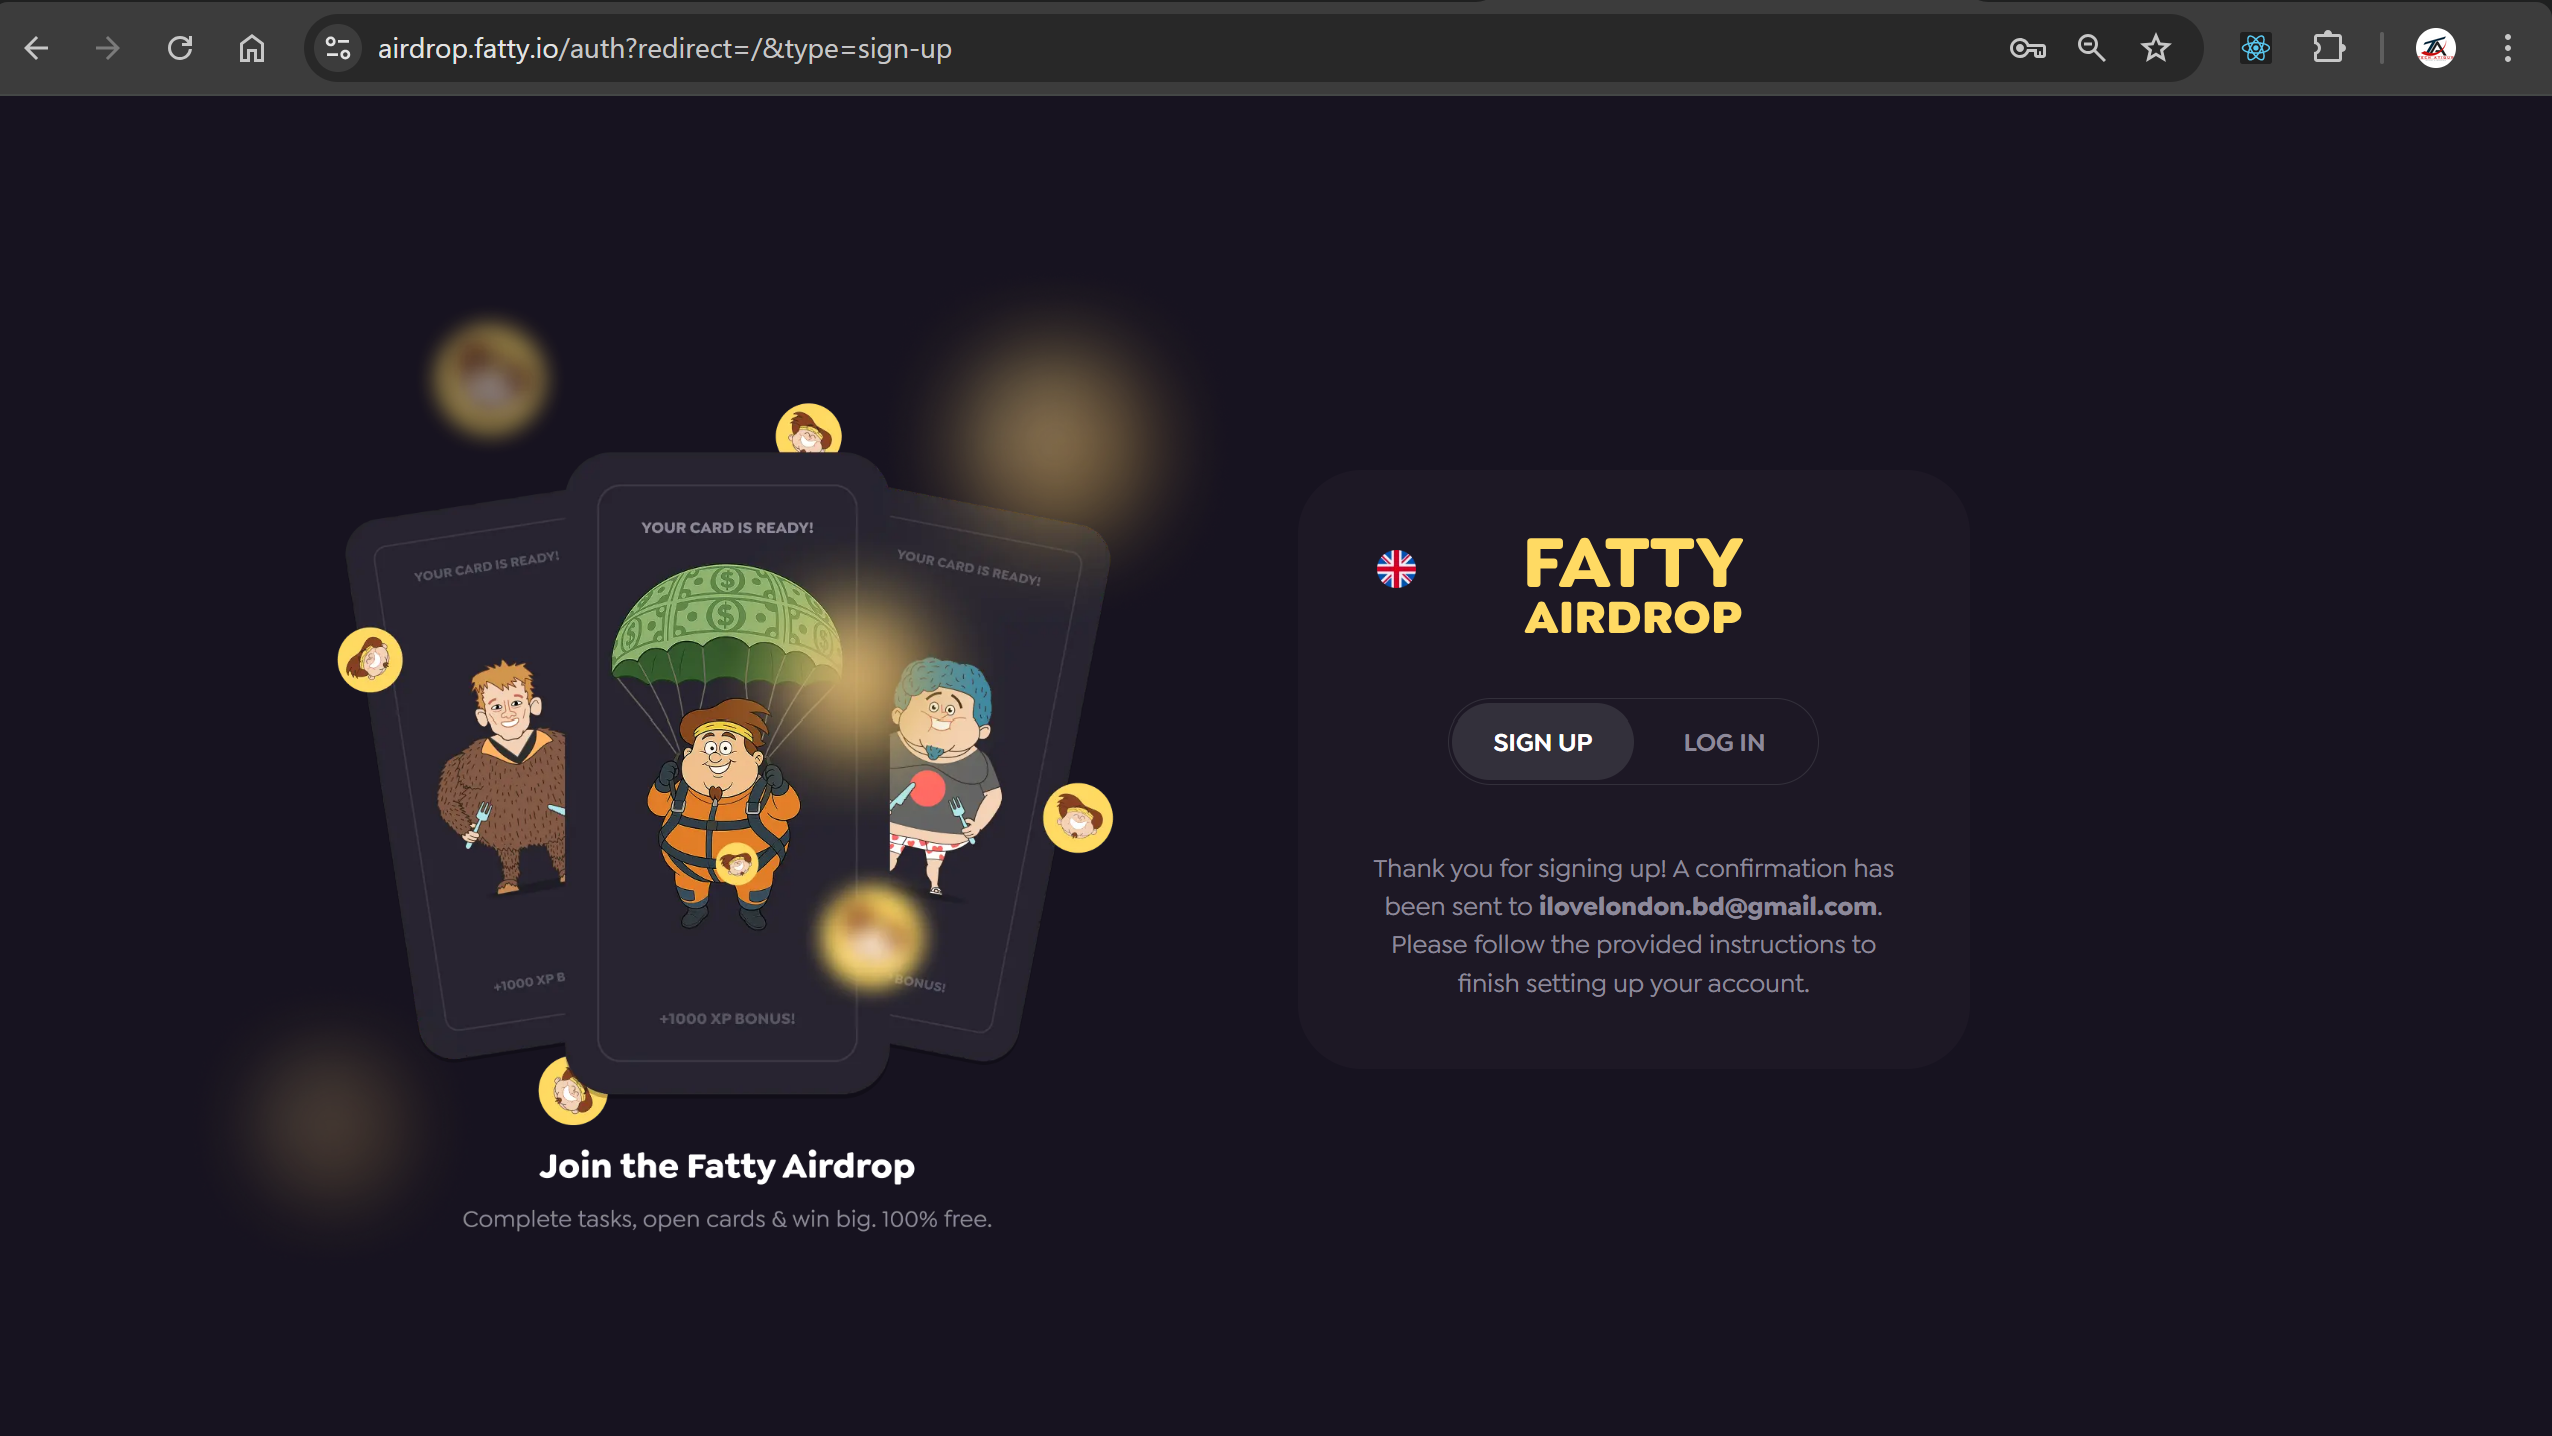 airdrop.fatty.io/auth?redirect=/&type=sign-up
YOUR CARD IS READY!
YOUR CARD IS READY!
YOUR CARD IS READY!
+1000 XP B
+1000 XP BONUS!
BONUS!
Join the Fatty Airdrop
Complete tasks, open cards & win big. 100% free.
FATTY
AIRDROP
SIGN UP
LOG IN
Thank you for signing up! A confirmation has
been sent to ilovelondon.bd@gmail.com.
Please follow the provided instructions to
finish setting up your account.